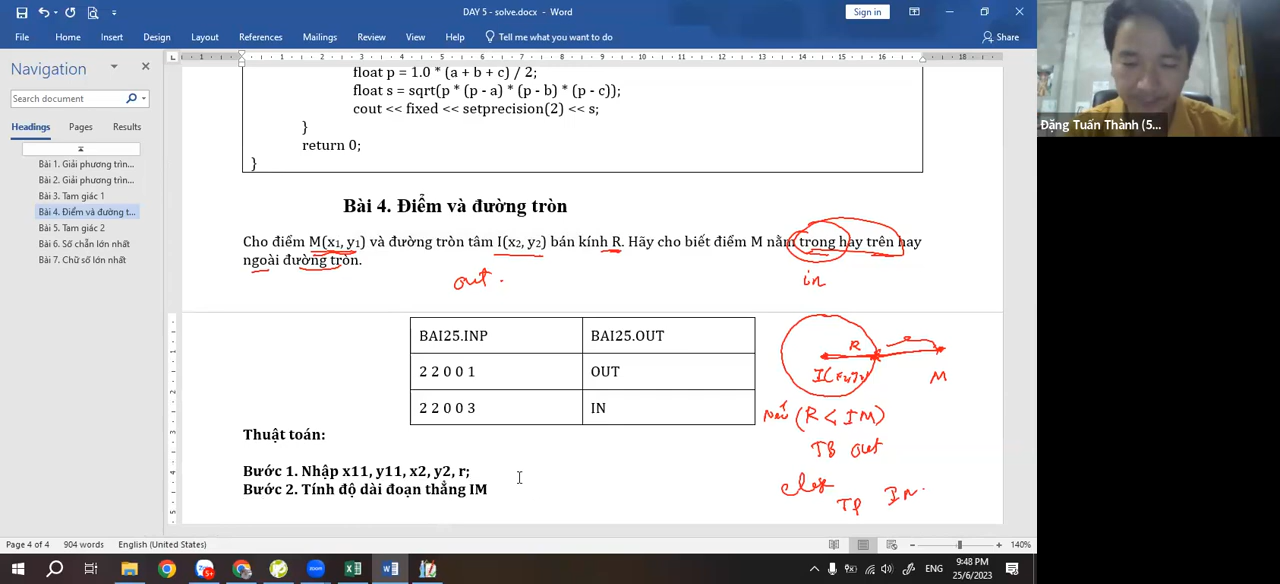 DAY 5 - solve.docx - Word
Sign in
File Home Insert Design Layout References Mailings Review View Help Tell me what you want to do Share
Navigation
Search document
Headings Pages Results
Bài 1. Giải phương trìn...
Bài 2. Giải phương trìn...
Bài 3. Tam giác 1
Bài 4. Điểm và đường t...
Bài 5. Tam giác 2
Bài 6. Số chẵn lớn nhất
Bài 7. Chữ số lớn nhất
float p = 1.0 * (a + b + c) / 2;
float s = sqrt(p * (p - a) * (p - b) * (p - c));
cout << fixed << setprecision(2) << s;
}
return 0;
}
Đặng Tuấn Thành (5...
Bài 4. Điểm và đường tròn
Cho điểm M(x1, y1) và đường tròn tâm I(x2, y2) bán kính R. Hãy cho biết điểm M nằm trong hay trên hay
ngoài đường tròn.
out
in
BAI25.INP BAI25.OUT
2 2 0 0 1 OUT
2 2 0 0 3 IN
R
I(x2, y2)
M
Nếu (R < IM)
TB out
else
TB In
Thuật toán:
Bước 1. Nhập x11, y11, x2, y2, r;
Bước 2. Tính độ dài đoạn thẳng IM
Page 4 of 4 904 words English (United States) 140%
5+
ENG
9:48 PM
25/6/2023